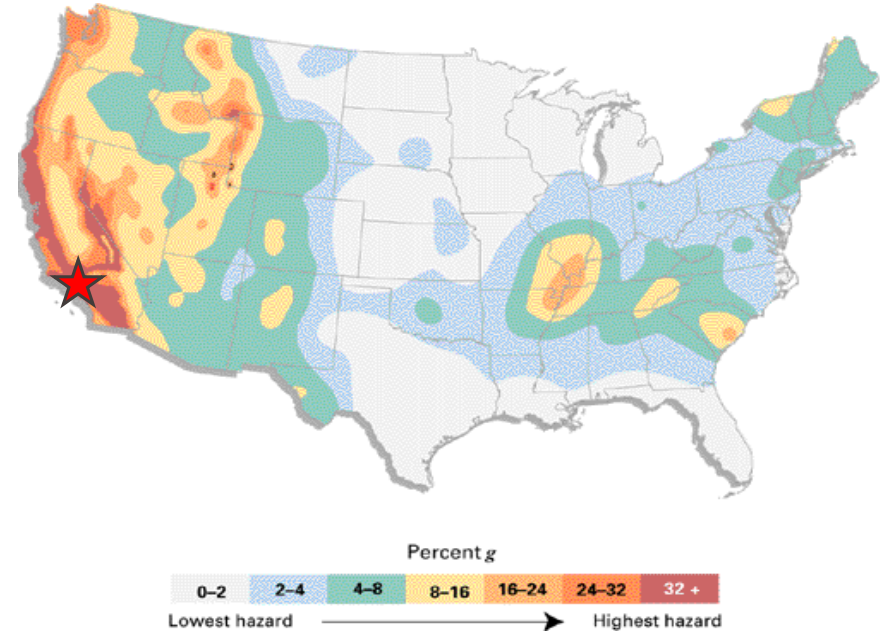 Percent g
0–2 2–4 4–8 8–16 16–24 24–32 32 +
Lowest hazard Highest hazard